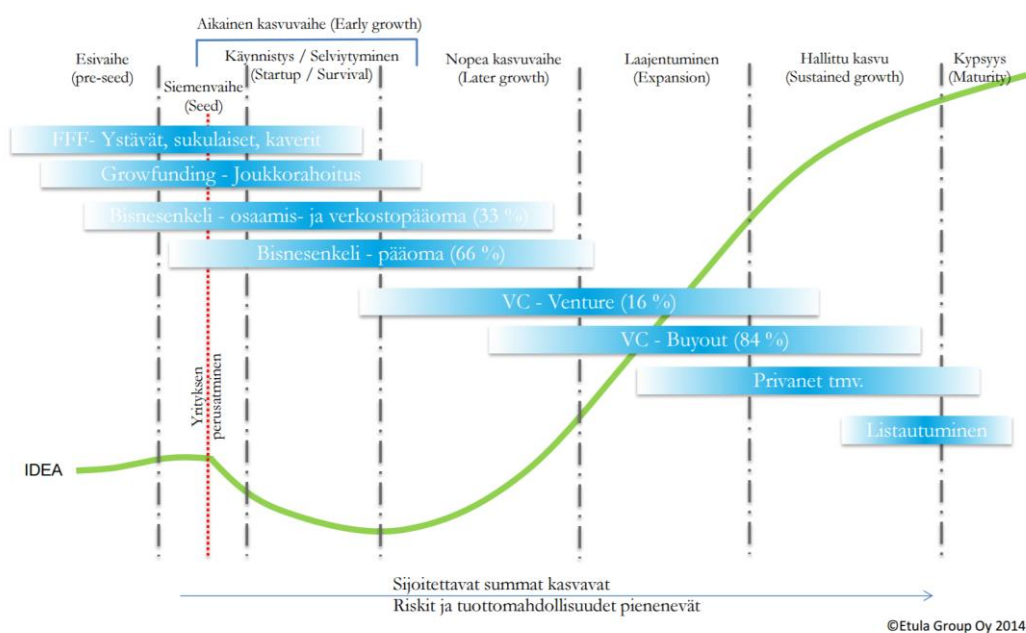 Aikainen kasvuvaihe (Early growth)
Esivaihe
(pre-seed)
Siemenvaihe
(Seed)
Käynnistys / Selviytyminen
(Startup / Survival)
Nopea kasvuvaihe
(Later growth)
Laajentuminen
(Expansion)
Hallittu kasvu
(Sustained growth)
Kypsyys
(Maturity)
FFF- Ystävät, sukulaiset, kaverit
Growfunding - Joukkorahoitus
Bisnesenkeli - osaamis- ja verkostopääoma (33 %)
Bisnesenkeli - pääoma (66 %)
VC - Venture (16 %)
VC - Buyout (84 %)
Privanet tmv.
Listautuminen
Yrityksen
perusatminen
IDEA
Sijoitettavat summat kasvavat
Riskit ja tuottomahdollisuudet pienenevät
©Etula Group Oy 2014